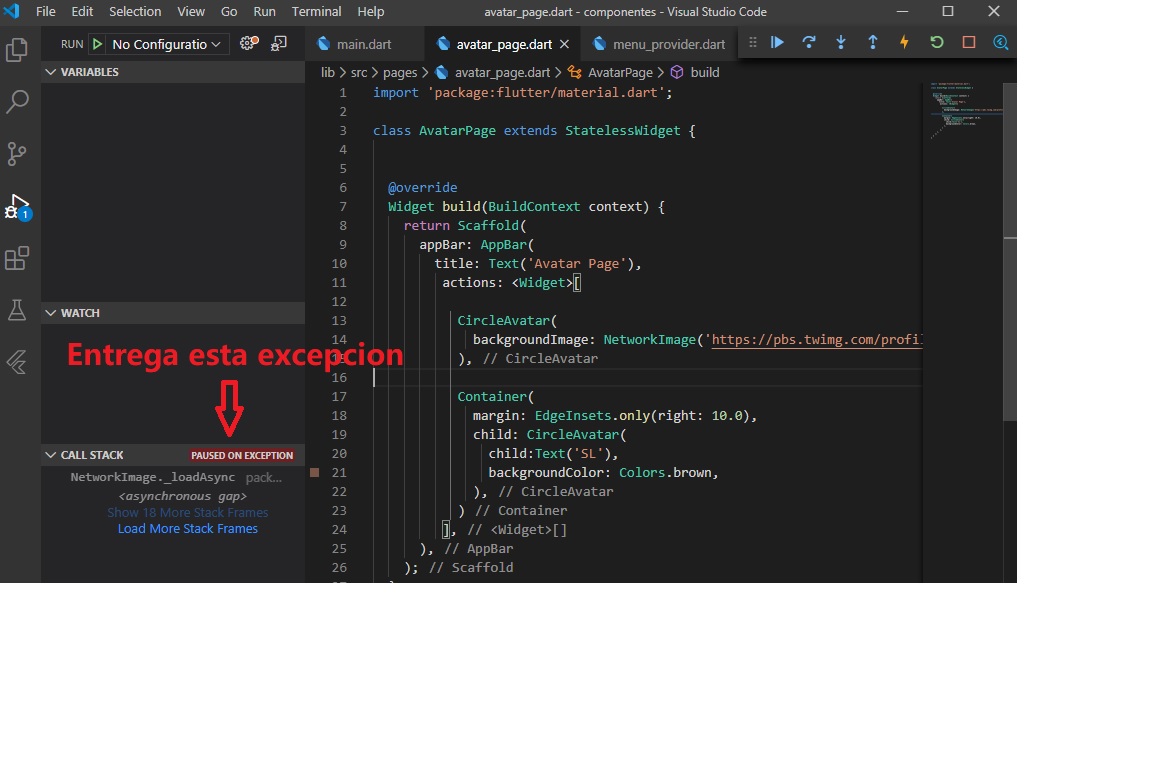 File Edit Selection View Go Run Terminal Help avatar_page.dart - componentes - Visual Studio Code
RUN No Configuratio main.dart avatar_page.dart menu_provider.dart
VARIABLES
lib > src > pages > avatar_page.dart > AvatarPage > build
1 import 'package:flutter/material.dart';
2
3 class AvatarPage extends StatelessWidget {
4
5
6 @override
7 Widget build(BuildContext context) {
8 return Scaffold(
9 appBar: AppBar(
10 title: Text('Avatar Page'),
11 actions: <Widget>[
12
13 CircleAvatar(
14 backgroundImage: NetworkImage('https://pbs.twimg.com/profil
), // CircleAvatar
16
17 Container(
18 margin: EdgeInsets.only(right: 10.0),
19 child: CircleAvatar(
20 child:Text('SL'),
21 backgroundColor: Colors.brown,
22 ), // CircleAvatar
23 ) // Container
24 ], // <Widget>[]
25 ), // AppBar
26 ); // Scaffold
1
WATCH
Entrega esta excepcion
CALL STACK PAUSED ON EXCEPTION
NetworkImage._loadAsync pack...
<asynchronous gap>
Show 18 More Stack Frames
Load More Stack Frames